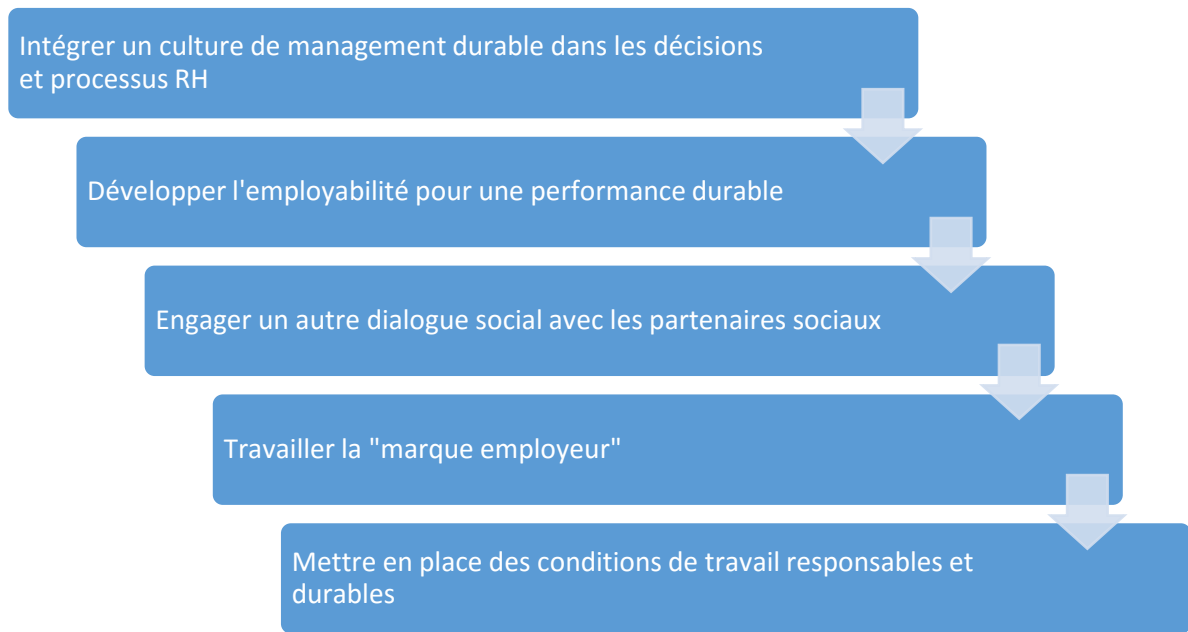 Intégrer un culture de management durable dans les décisions
et processus RH
Développer l'employabilité pour une performance durable
Engager un autre dialogue social avec les partenaires sociaux
Travailler la "marque employeur"
Mettre en place des conditions de travail responsables et
durables